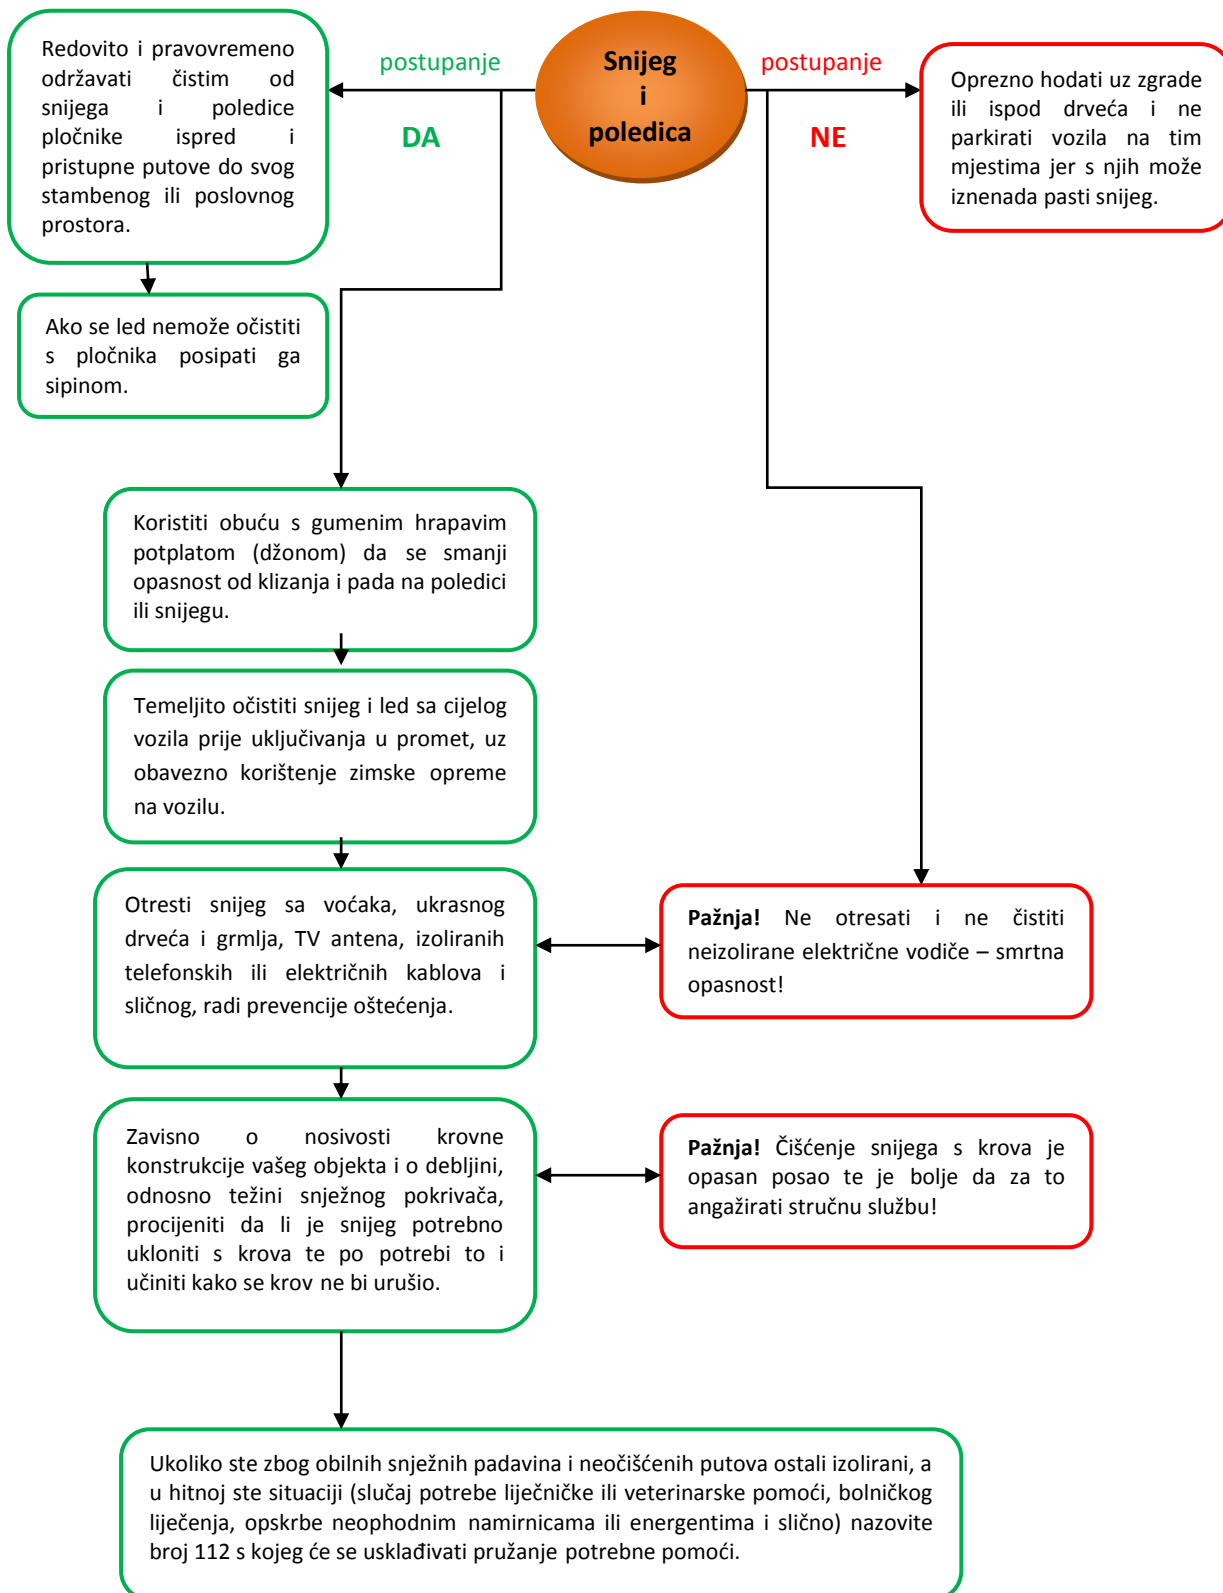 Redovito i pravovremeno
održavati čistim od
snijega i poledice
pločnike ispred i
pristupne putove do svog
stambenog ili poslovnog
prostora.
postupanje
DA
Snijeg
i
poledica
postupanje
NE
Oprezno hodati uz zgrade
ili ispod drveća i ne
parkirati vozila na tim
mjestima jer s njih može
iznenada pasti snijeg.
Ako se led nemože očistiti
s pločnika posipati ga
sipinom.
Koristiti obuću s gumenim hrapavim
potplatom (džonom) da se smanji
opasnost od klizanja i pada na poledici
ili snijegu.
Temeljito očistiti snijeg i led sa cijelog
vozila prije uključivanja u promet, uz
obavezno korištenje zimske opreme
na vozilu.
Otresti snijeg sa voćaka, ukrasnog
drveća i grmlja, TV antena, izoliranih
telefonskih ili električnih kablova i
sličnog, radi prevencije oštećenja.
Pažnja! Ne otresati i ne čistiti
neizolirane električne vodiče – smrtna
opasnost!
Zavisno o nosivosti krovne
konstrukcije vašeg objekta i o debljini,
odnosno težini snježnog pokrivača,
procijeniti da li je snijeg potrebno
ukloniti s krova te po potrebi to i
učiniti kako se krov ne bi urušio.
Pažnja! Čišćenje snijega s krova je
opasan posao te je bolje da za to
angažirati stručnu službu!
Ukoliko ste zbog obilnih snježnih padavina i neočišćenih putova ostali izolirani, a
u hitnoj ste situaciji (slučaj potrebe liječničke ili veterinarske pomoći, bolničkog
liječenja, opskrbe neophodnim namirnicama ili energentima i slično) nazovite
broj 112 s kojeg će se usklađivati pružanje potrebne pomoći.